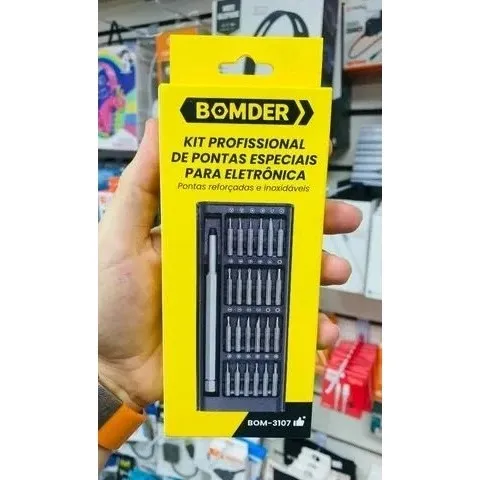 BOMDER
KIT PROFISSIONAL
DE PONTAS ESPECIAIS
PARA ELETRÔNICA
Pontas reforçadas e inoxidáveis
BOM-3107